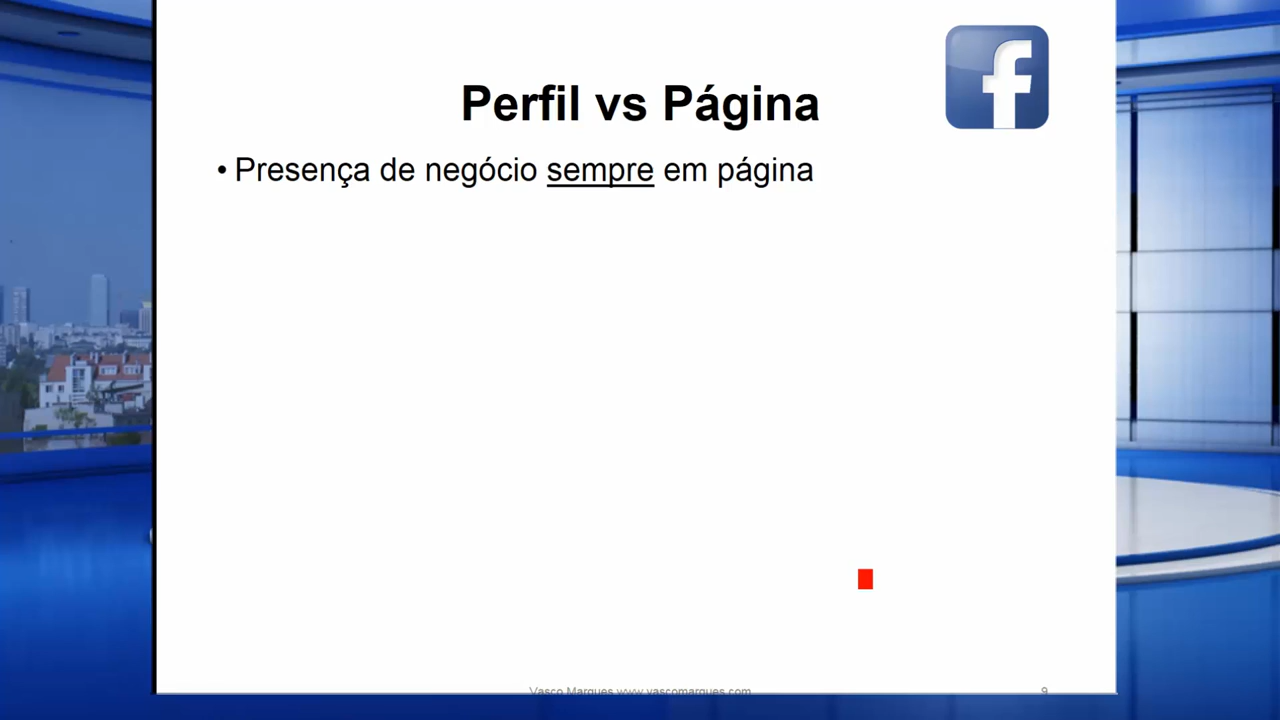 Perfil vs Página
• Presença de negócio sempre em página
Vasco Marques www.vascomarques.com
9